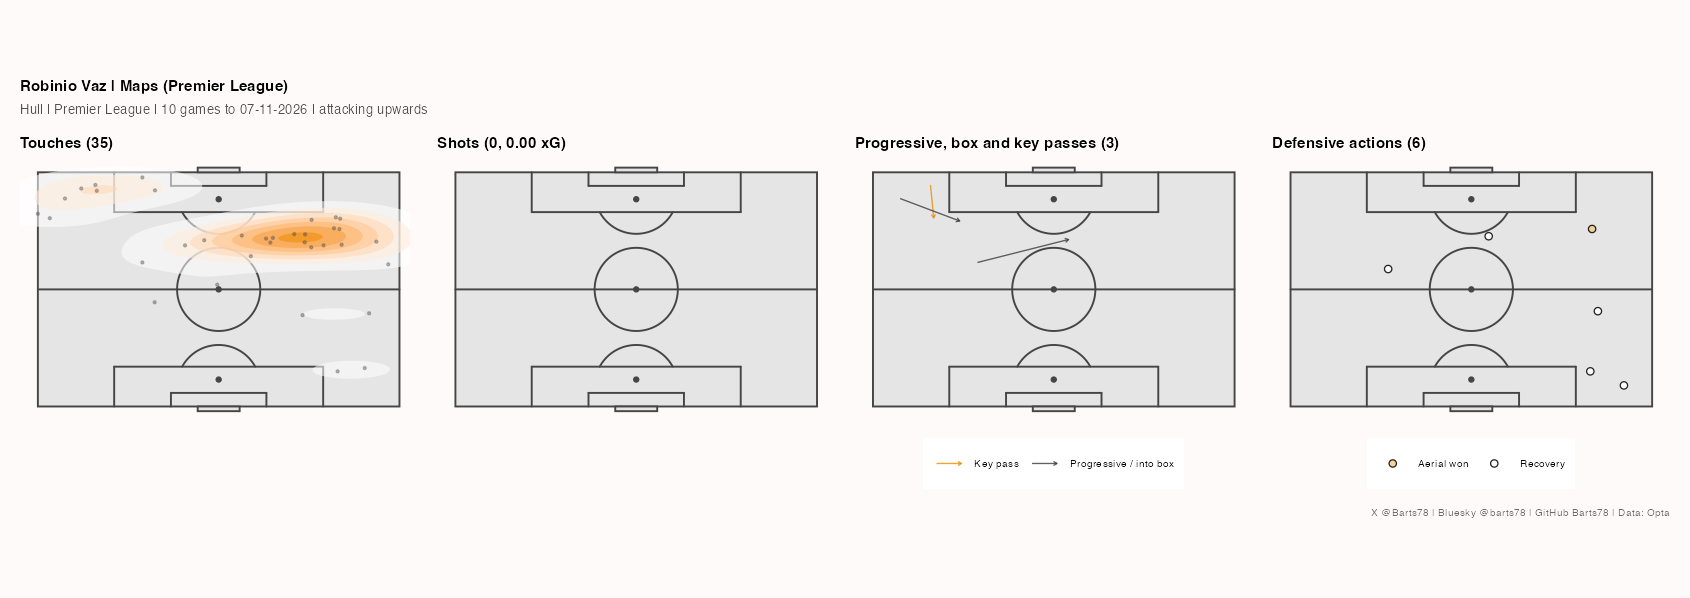 Robinio Vaz | Maps (Premier League)
Hull | Premier League | 10 games to 07-11-2026 | attacking upwards
Touches (35)
Shots (0, 0.00 xG)
Progressive, box and key passes (3)
Defensive actions (6)
Key pass
Progressive / into box
Aerial won
Recovery
X @Barts78 | Bluesky @barts78 | GitHub Barts78 | Data: Opta